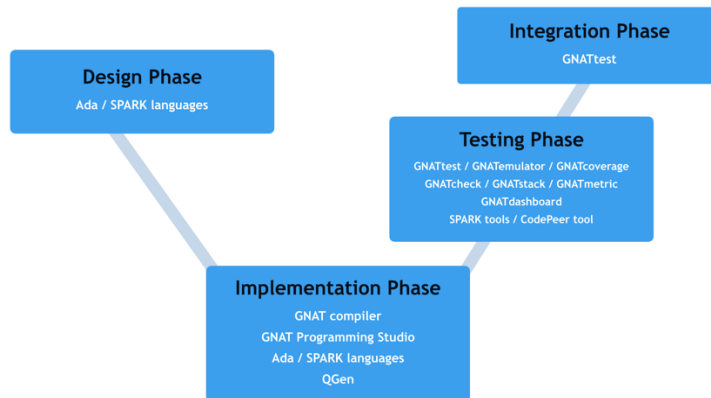 Integration Phase
GNATtest
Design Phase
Ada / SPARK languages
Testing Phase
GNATtest / GNATemulator / GNATcoverage
GNATcheck / GNATstack / GNATmetric
GNATdashboard
SPARK tools / CodePeer tool
Implementation Phase
GNAT compiler
GNAT Programming Studio
Ada / SPARK languages
QGen